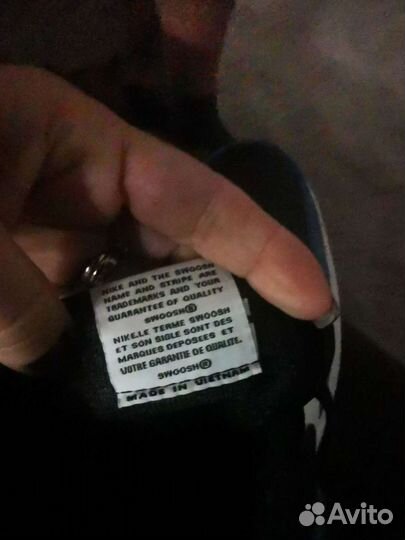 NIKE AND THE SWOOSH
NAME AND STRIPE ARE
TRADEMARKS AND YOUR
GUARANTEE OF QUALITY
SWOOSH®
NIKE.LE TERME SWOOSH
ET SON SIGLE SONT DES
MARQUES DEPOSEES ET
VOTRE GARANTIE DE QUALITE.
SWOOSH®
MADE IN VIETNAM
Avito